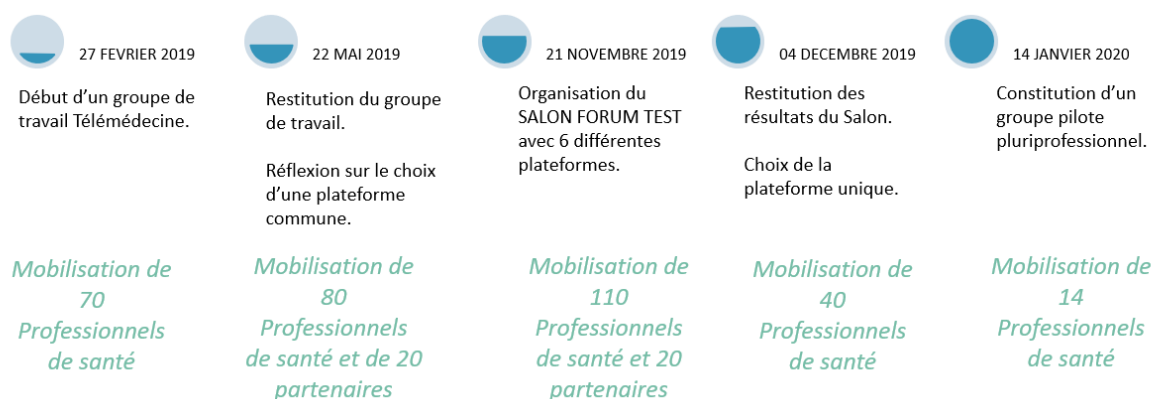 27 FEVRIER 2019
Début d'un groupe de
travail Télémédecine.
Mobilisation de
70
Professionnels
de santé
22 MAI 2019
Restitution du groupe
de travail.
Réflexion sur le choix
d'une plateforme
commune.
Mobilisation de
80
Professionnels
de santé et de 20
partenaires
21 NOVEMBRE 2019
Organisation du
SALON FORUM TEST
avec 6 différentes
plateformes.
Mobilisation de
110
Professionnels
de santé et 20
partenaires
04 DECEMBRE 2019
Restitution des
résultats du Salon.
Choix de la
plateforme unique.
Mobilisation de
40
Professionnels
de santé
14 JANVIER 2020
Constitution d'un
groupe pilote
pluriprofessionnel.
Mobilisation de
14
Professionnels
de santé